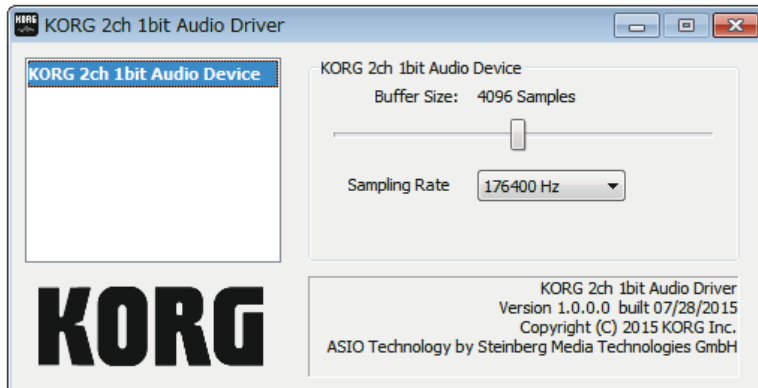 KORG
KORG 2ch 1bit Audio Driver
KORG 2ch 1bit Audio Device
KORG 2ch 1bit Audio Device
Buffer Size: 4096 Samples
Sampling Rate 176400 Hz
KORG
KORG 2ch 1bit Audio Driver
Version 1.0.0.0 built 07/28/2015
Copyright (C) 2015 KORG Inc.
ASIO Technology by Steinberg Media Technologies GmbH